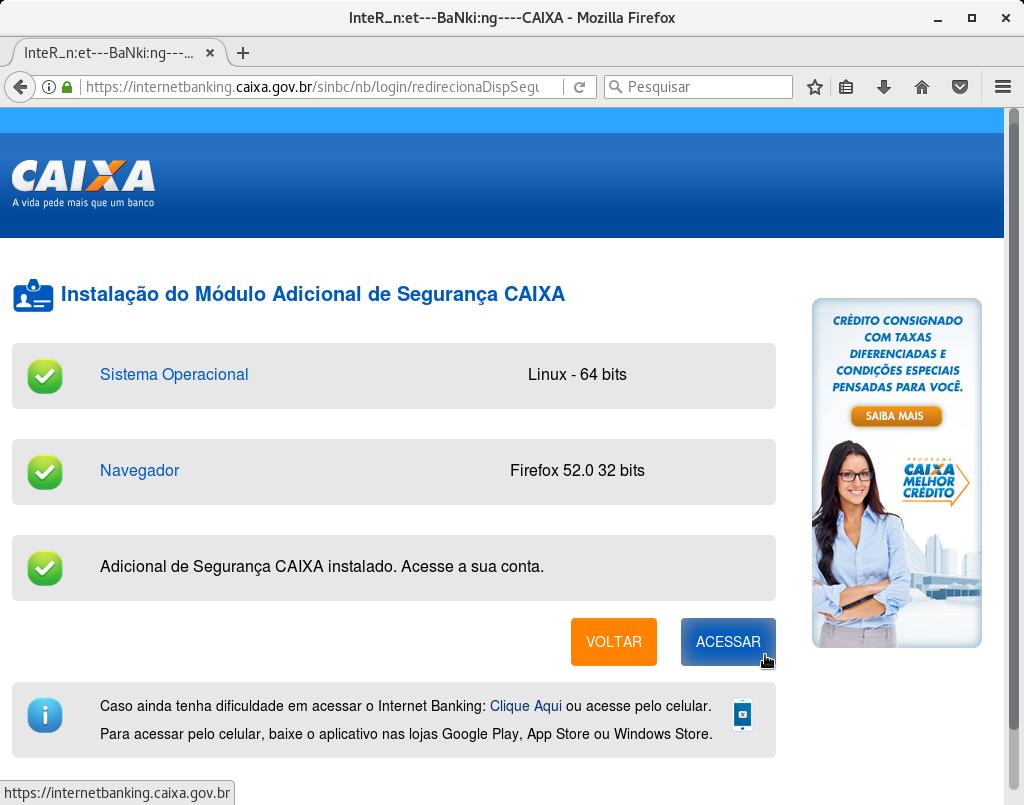 InteR_n:et---BaNki:ng----CAIXA - Mozilla Firefox
InteR_n:et---BaNki:ng---...
https://internetbanking.caixa.gov.br/sinbc/nb/login/redirecionaDispSegu
Pesquisar
CAIXA
A vida pede mais que um banco
Instalação do Módulo Adicional de Segurança CAIXA
Sistema Operacional Linux - 64 bits
Navegador Firefox 52.0 32 bits
Adicional de Segurança CAIXA instalado. Acesse a sua conta.
VOLTAR ACESSAR
Caso ainda tenha dificuldade em acessar o Internet Banking: Clique Aqui ou acesse pelo celular.
Para acessar pelo celular, baixe o aplicativo nas lojas Google Play, App Store ou Windows Store.
CRÉDITO CONSIGNADO
COM TAXAS
DIFERENCIADAS E
CONDIÇÕES ESPECIAIS
PENSADAS PARA VOCÊ.
SAIBA MAIS
PROGRAMA
CAIXA
MELHOR
CRÉDITO
https://internetbanking.caixa.gov.br